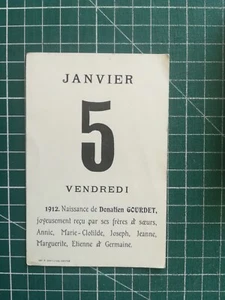 JANVIER
5
VENDREDI
1912. Naissance de Donatien GOURDET,
joyeusement reçu par ses frères & sœurs,
Annic, Marie-Clotilde, Joseph, Jeanne,
Marguerite, Etienne & Germaine.